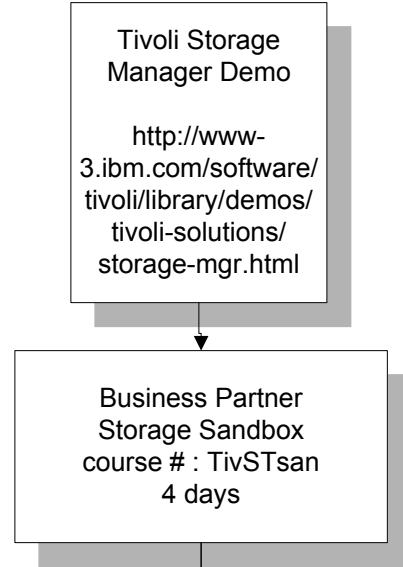 Tivoli Storage
Manager Demo
http://www-
3.ibm.com/software/
tivoli/library/demos/
tivoli-solutions/
storage-mgr.html
Business Partner
Storage Sandbox
course # : TivSTsan
4 days